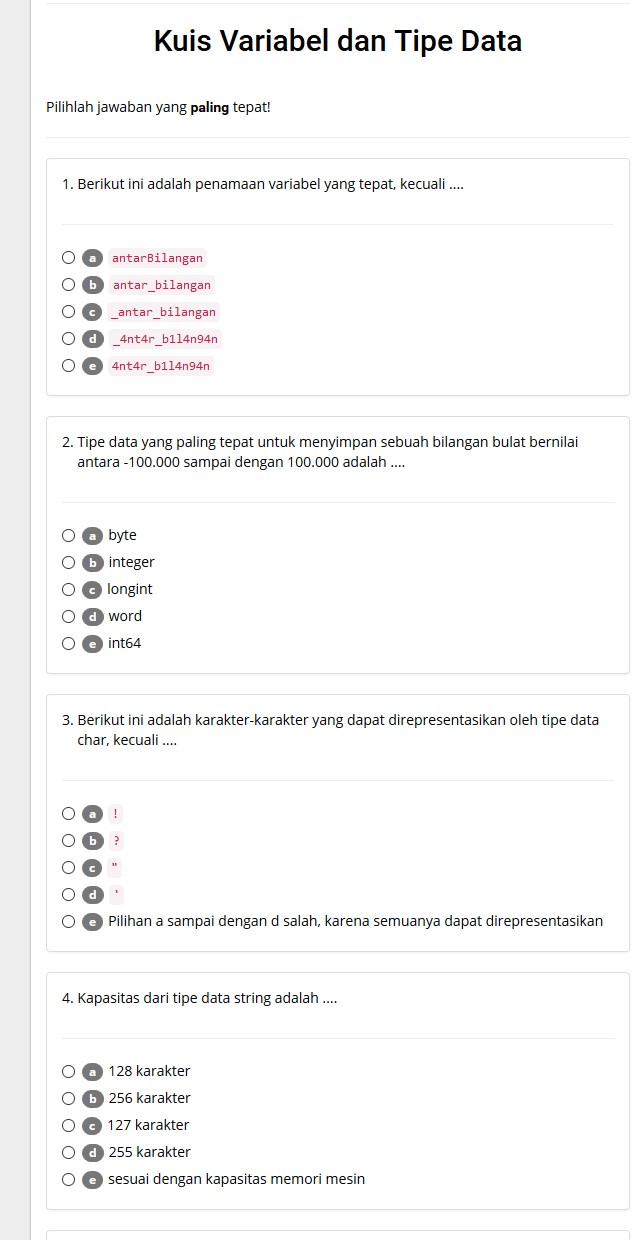 Kuis Variabel dan Tipe Data
Pilihlah jawaban yang paling tepat!
1. Berikut ini adalah penamaan variabel yang tepat, kecuali ....
a antarBilangan
b antar_bilangan
c _antar_bilangan
d _4nt4r_b1l4n94n
e 4nt4r_b1l4n94n
2. Tipe data yang paling tepat untuk menyimpan sebuah bilangan bulat bernilai
antara -100.000 sampai dengan 100.000 adalah ....
a byte
b integer
c longint
d word
e int64
3. Berikut ini adalah karakter-karakter yang dapat direpresentasikan oleh tipe data
char, kecuali ....
a !
b ?
c "
d '
e Pilihan a sampai dengan d salah, karena semuanya dapat direpresentasikan
4. Kapasitas dari tipe data string adalah ....
a 128 karakter
b 256 karakter
c 127 karakter
d 255 karakter
e sesuai dengan kapasitas memori mesin